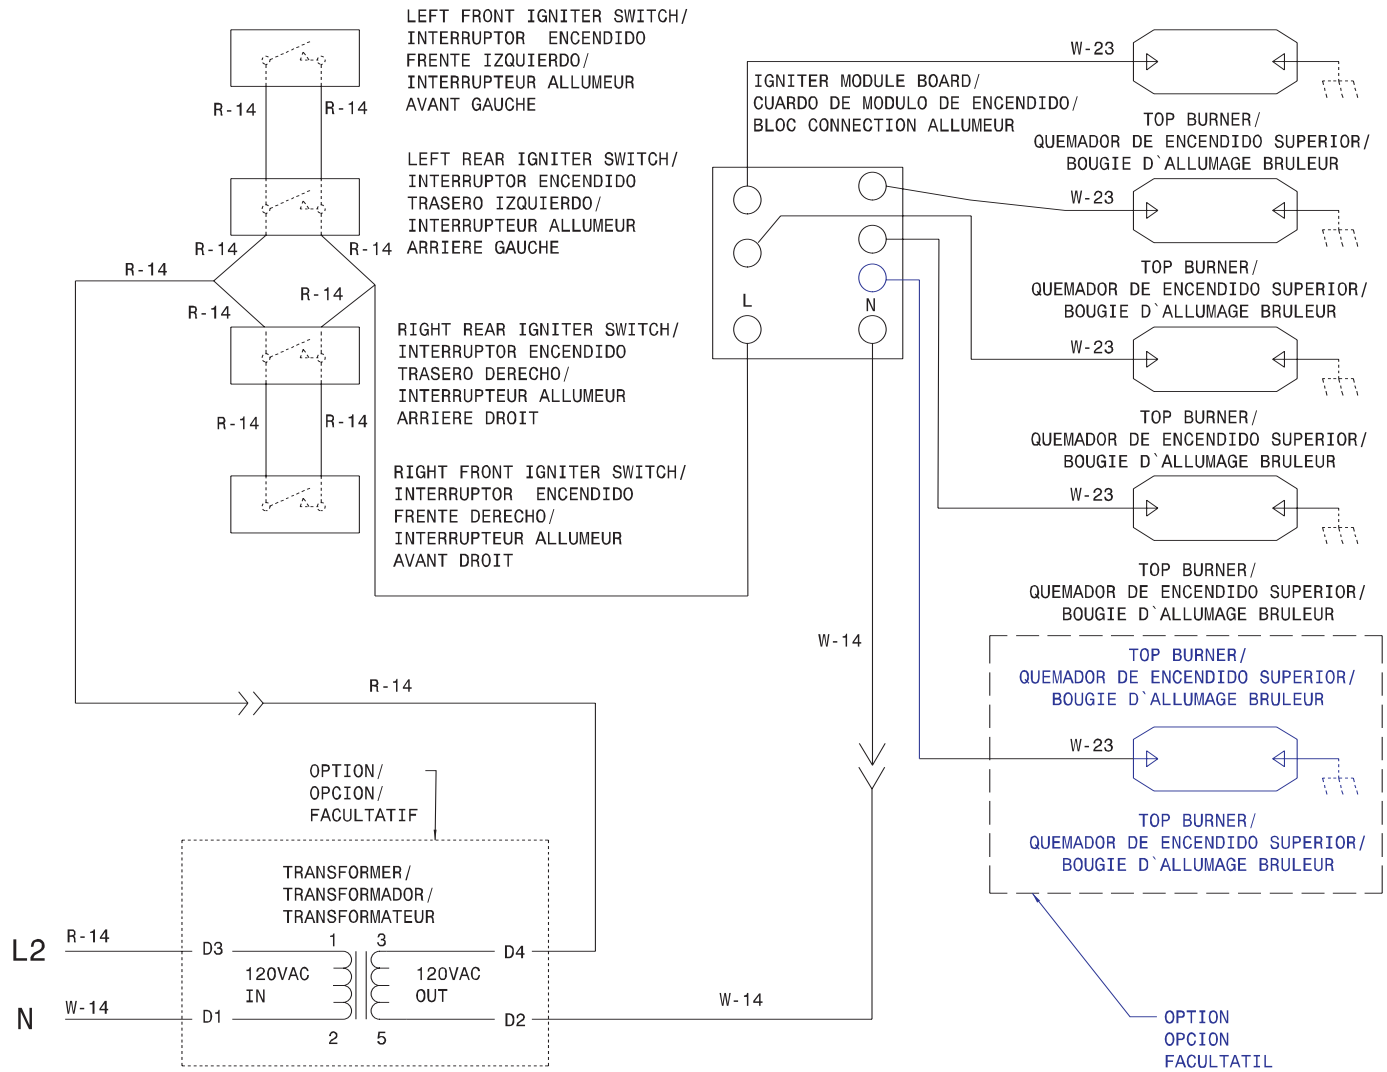 LEFT FRONT IGNITER SWITCH/
INTERRUPTOR ENCENDIDO
FRENTE IZQUIERDO/
INTERRUPTEUR ALLUMEUR
AVANT GAUCHE
R-14
R-14
LEFT REAR IGNITER SWITCH/
INTERRUPTOR ENCENDIDO
TRASERO IZQUIERDO/
INTERRUPTEUR ALLUMEUR
ARRIERE GAUCHE
R-14
R-14
R-14
R-14
R-14
RIGHT REAR IGNITER SWITCH/
INTERRUPTOR ENCENDIDO
TRASERO DERECHO/
INTERRUPTEUR ALLUMEUR
ARRIERE DROIT
R-14
R-14
RIGHT FRONT IGNITER SWITCH/
INTERRUPTOR ENCENDIDO
FRENTE DERECHO/
INTERRUPTEUR ALLUMEUR
AVANT DROIT
IGNITER MODULE BOARD/
CUARDO DE MODULO DE ENCENDIDO/
BLOC CONNECTION ALLUMEUR
L
N
W-23
TOP BURNER/
QUEMADOR DE ENCENDIDO SUPERIOR/
BOUGIE D`ALLUMAGE BRULEUR
W-23
TOP BURNER/
QUEMADOR DE ENCENDIDO SUPERIOR/
BOUGIE D`ALLUMAGE BRULEUR
W-23
TOP BURNER/
QUEMADOR DE ENCENDIDO SUPERIOR/
BOUGIE D`ALLUMAGE BRULEUR
W-23
TOP BURNER/
QUEMADOR DE ENCENDIDO SUPERIOR/
BOUGIE D`ALLUMAGE BRULEUR
TOP BURNER/
QUEMADOR DE ENCENDIDO SUPERIOR/
BOUGIE D`ALLUMAGE BRULEUR
W-23
TOP BURNER/
QUEMADOR DE ENCENDIDO SUPERIOR/
BOUGIE D`ALLUMAGE BRULEUR
OPTION
OPCION
FACULTATIL
W-14
R-14
OPTION/
OPCION/
FACULTATIF
TRANSFORMER/
TRANSFORMADOR/
TRANSFORMATEUR
L2
R-14
D3
1
3
D4
120VAC
IN
120VAC
OUT
N
W-14
D1
2
5
D2
W-14